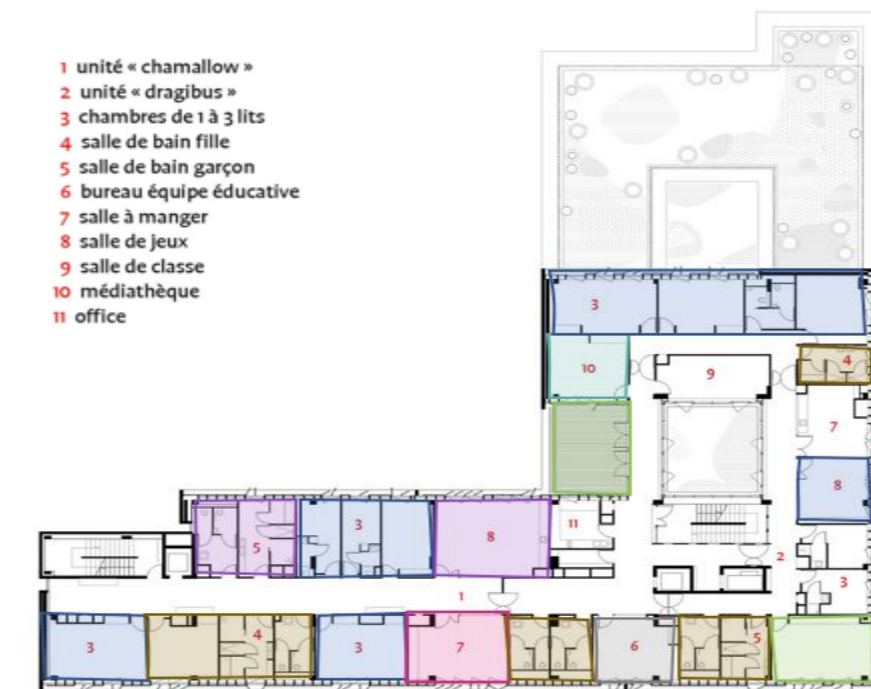 1 unité « chamallow »
2 unité « dragibus »
3 chambres de 1 à 3 lits
4 salle de bain fille
5 salle de bain garçon
6 bureau équipe éducative
7 salle à manger
8 salle de jeux
9 salle de classe
10 médiathèque
11 office
3
10
9
4
7
8
5
3
8
11
2
3
1
3
4
3
7
6
5